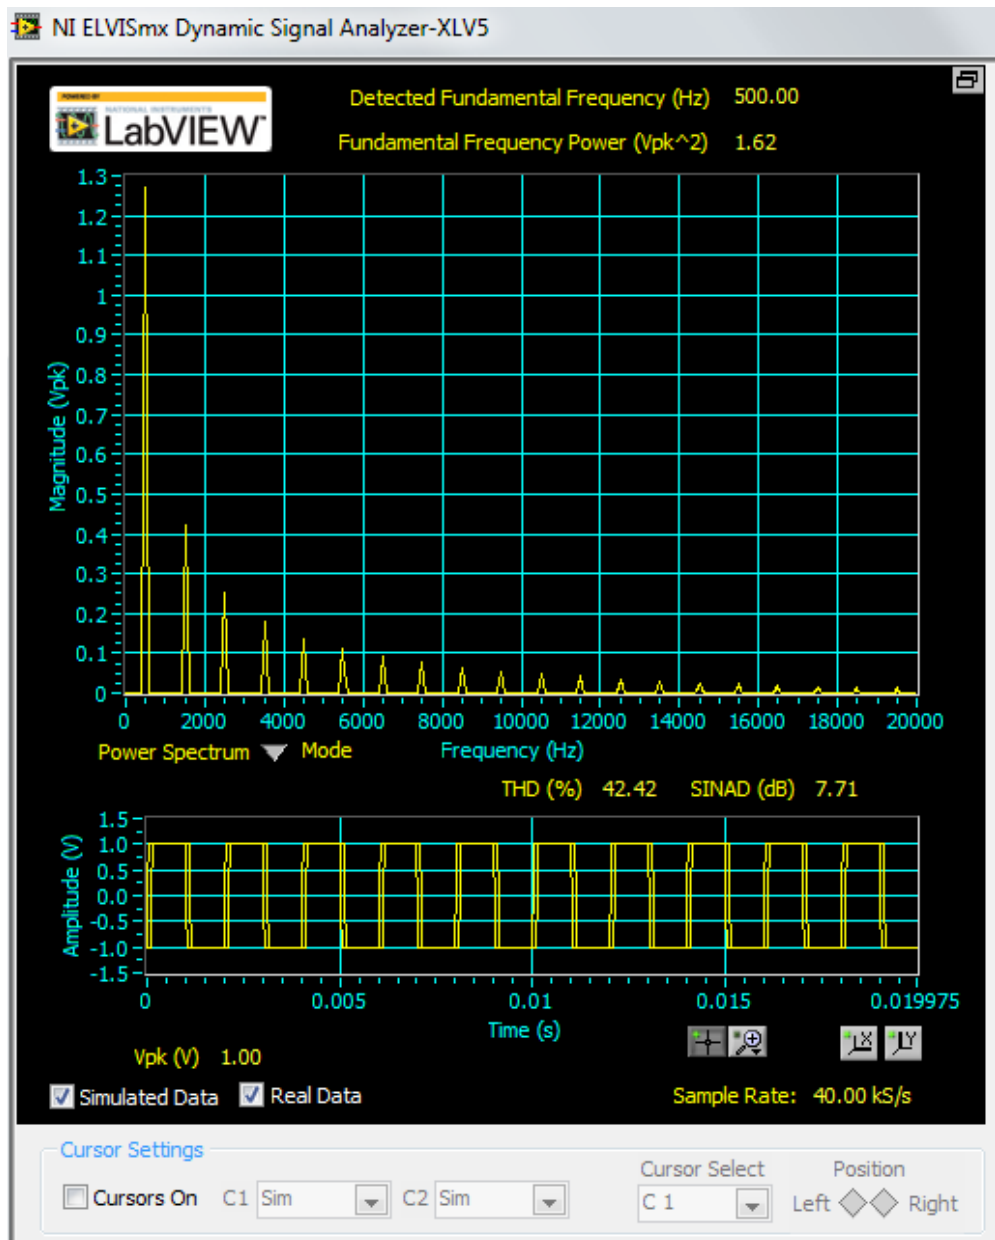 NI ELVISmx Dynamic Signal Analyzer-XLV5
POWERED BY
NATIONAL INSTRUMENTS
LabVIEW™
Detected Fundamental Frequency (Hz) 500.00
Fundamental Frequency Power (Vpk^2) 1.62
1.3
1.2
1.1
1
0.9
0.8
0.7
0.6
0.5
0.4
0.3
0.2
0.1
0
Magnitude (Vpk)
0 2000 4000 6000 8000 10000 12000 14000 16000 18000 20000
Power Spectrum Mode Frequency (Hz)
THD (%) 42.42 SINAD (dB) 7.71
1.5
1.0
0.5
0.0
-0.5
-1.0
-1.5
Amplitude (V)
0 0.005 0.01 0.015 0.019975
Time (s)
X Y
Vpk (V) 1.00
Simulated Data Real Data Sample Rate: 40.00 kS/s
Cursor Settings
Cursor Select Position
Cursors On C1 Sim C2 Sim C 1 Left Right